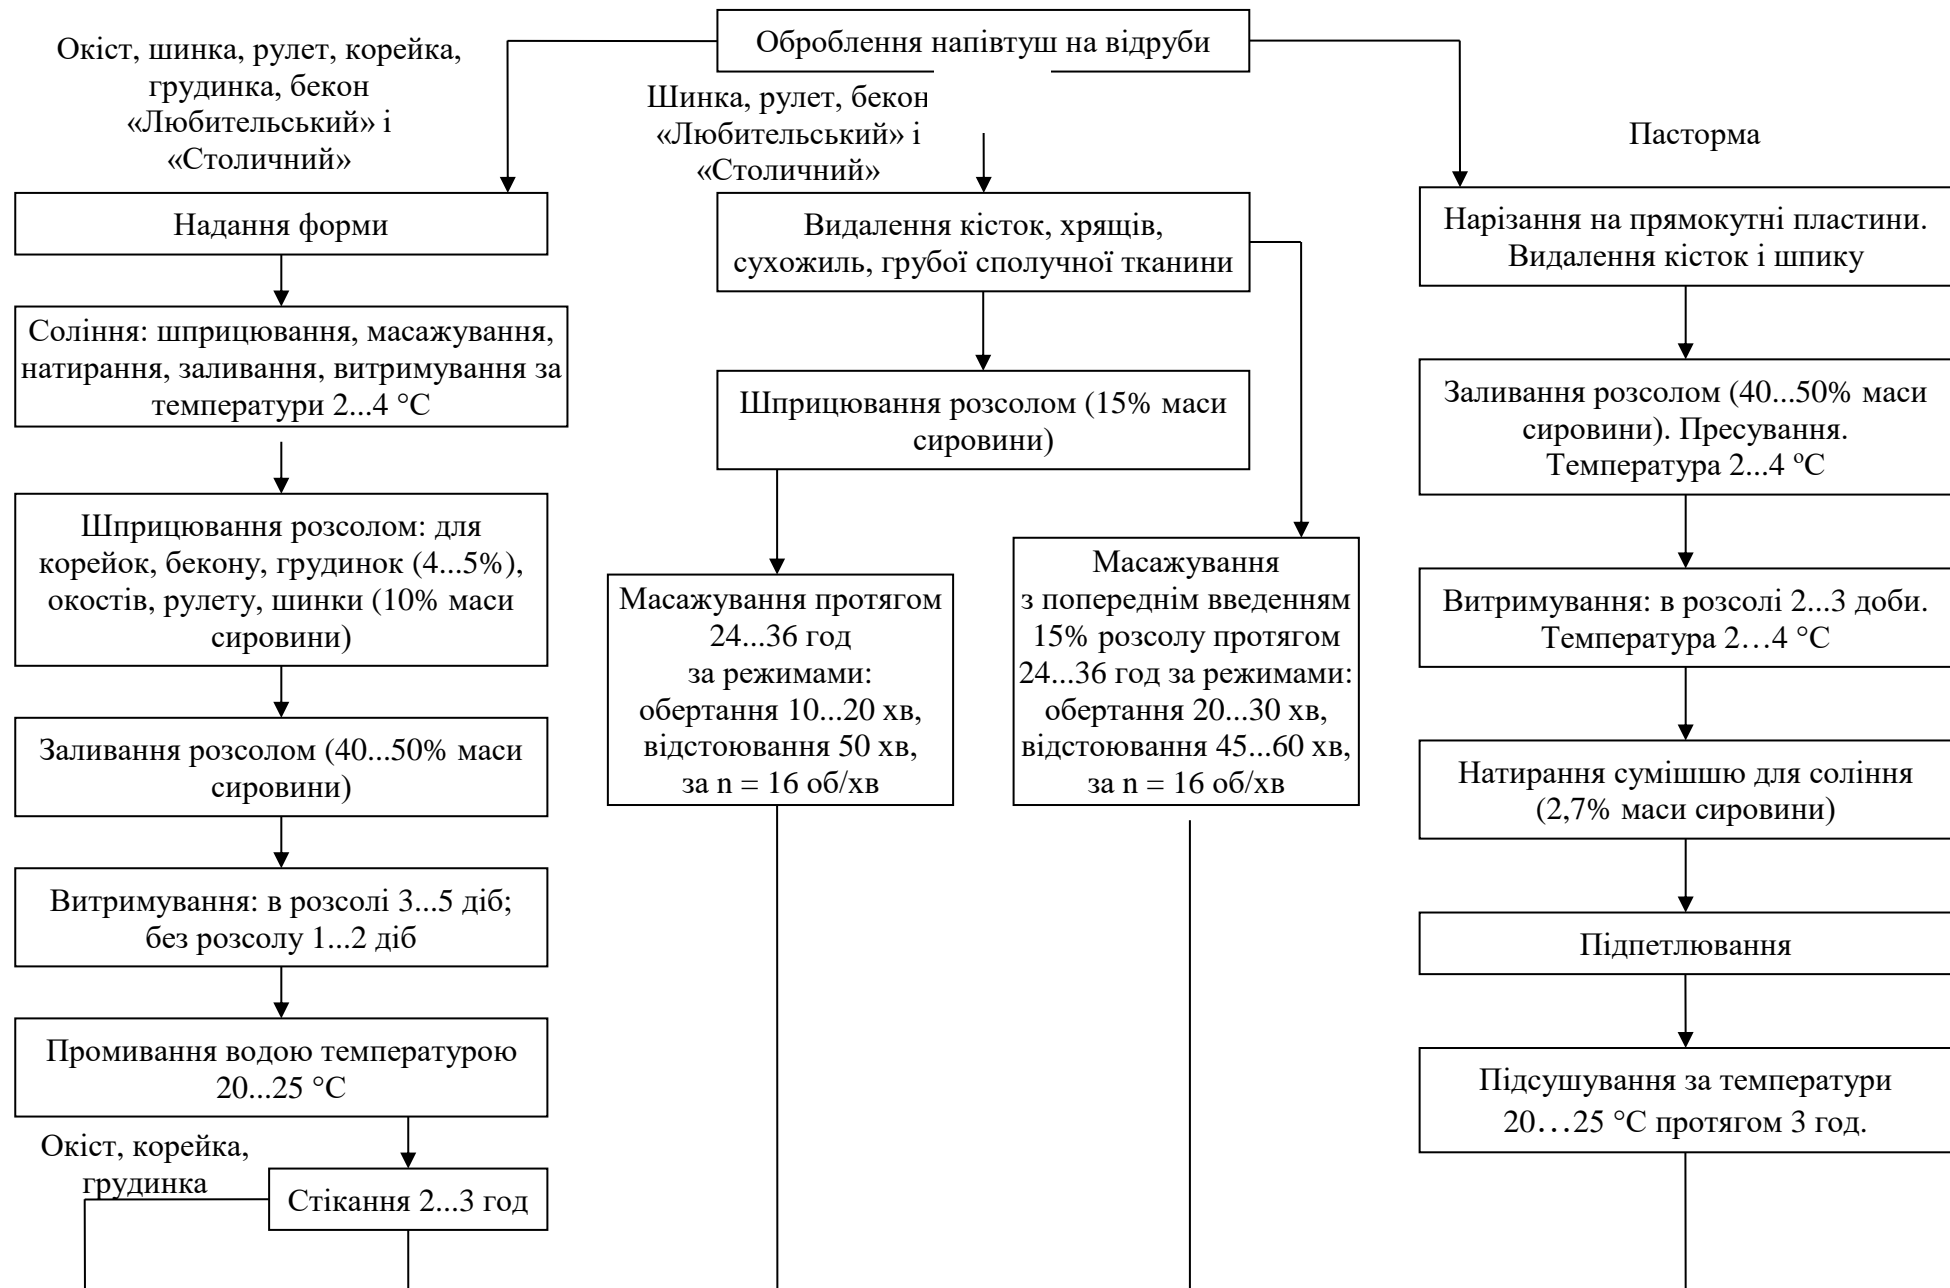 Оброблення напівтуш на відруби
Окіст, шинка, рулет, корейка,
грудинка, бекон
«Любительський» і
«Столичний»
Надання форми
Соління: шприцювання, масажування,
натирання, заливання, витримування за
температури 2...4 °С
Шприцювання розсолом: для
корейок, бекону, грудинок (4...5%),
окостів, рулету, шинки (10% маси
сировини)
Заливання розсолом (40...50% маси
сировини)
Витримування: в розсолі 3...5 діб;
без розсолу 1...2 діб
Промивання водою температурою
20...25 °С
Окіст, корейка,
грудинка
Стікання 2...3 год
Шинка, рулет, бекон
«Любительський» і
«Столичний»
Видалення кісток, хрящів,
сухожиль, грубої сполучної тканини
Шприцювання розсолом (15% маси
сировини)
Масажування протягом
24...36 год
за режимами:
обертання 10...20 хв,
відстоювання 50 хв,
за n = 16 об/хв
Масажування
з попереднім введенням
15% розсолу протягом
24...36 год за режимами:
обертання 20...30 хв,
відстоювання 45...60 хв,
за n = 16 об/хв
Пасторма
Нарізання на прямокутні пластини.
Видалення кісток і шпику
Заливання розсолом (40...50% маси
сировини). Пресування.
Температура 2...4 ºС
Витримування: в розсолі 2...3 доби.
Температура 2…4 °С
Натирання сумішшю для соління
(2,7% маси сировини)
Підпетлювання
Підсушування за температури
20…25 °С протягом 3 год.